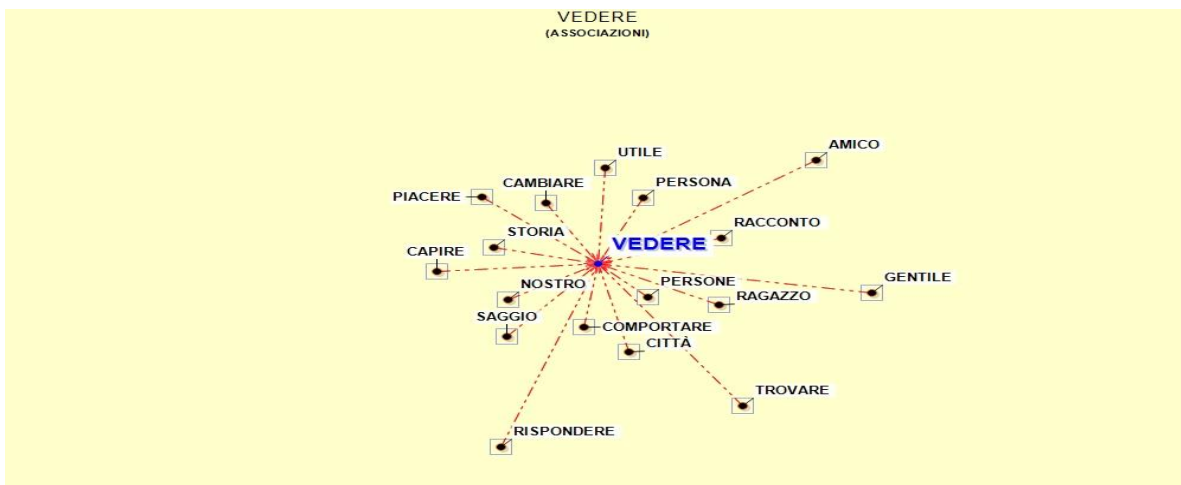 VEDERE
(ASSOCIAZIONI)
AMICO
UTILE
CAMBIARE
PERSONA
PIACERE
RACCONTO
STORIA
VEDERE
CAPIRE
GENTILE
NOSTRO
PERSONE
RAGAZZO
SAGGIO
COMPORTARE
CITTÀ
TROVARE
RISPONDERE